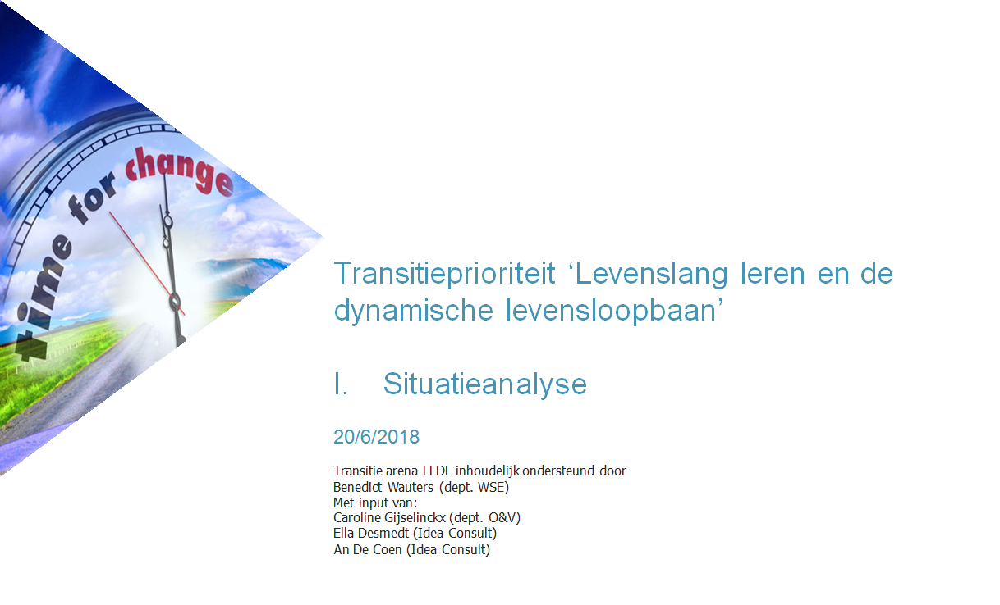 time for change
Transitieprioriteit ‘Levenslang leren en de
dynamische levensloopbaan’
I. Situatieanalyse
20/6/2018
Transitie arena LLDL inhoudelijk ondersteund door
Benedict Wauters (dept. WSE)
Met input van:
Caroline Gijselinckx (dept. O&V)
Ella Desmedt (Idea Consult)
An De Coen (Idea Consult)